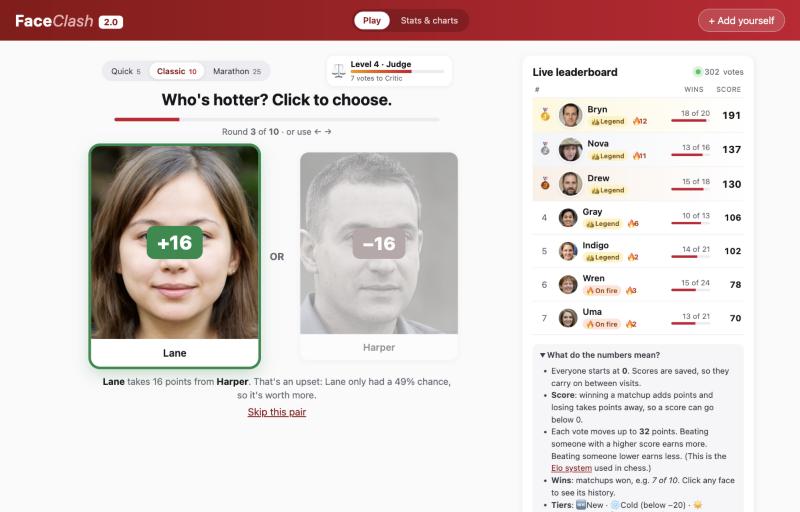 FaceClash 2.0
Play
Stats & charts
+ Add yourself
Quick 5
Classic 10
Marathon 25
Level 4 · Judge
7 votes to Critic
Who's hotter? Click to choose.
Round 3 of 10 · or use ← →
+16
Lane
OR
−16
Harper
Lane takes 16 points from Harper. That's an upset: Lane only had a 49% chance,
so it's worth more.
Skip this pair
Live leaderboard
302 votes
# WINS SCORE
Bryn
👑Legend 🔥12
18 of 20
191
Nova
👑Legend 🔥11
13 of 16
137
Drew
👑Legend
15 of 18
130
4
Gray
👑Legend 🔥6
10 of 13
106
5
Indigo
👑Legend 🔥2
14 of 21
102
6
Wren
🔥On fire 🔥3
15 of 24
78
7
Uma
🔥On fire 🔥2
13 of 21
70
▼What do the numbers mean?
• Everyone starts at 0. Scores are saved, so they
carry on between visits.
• Score: winning a matchup adds points and
losing takes points away, so a score can go
below 0.
• Each vote moves up to 32 points. Beating
someone with a higher score earns more.
Beating someone lower earns less. (This is the
Elo system used in chess.)
• Wins: matchups won, e.g. 7 of 10. Click any face
to see its history.
• Tiers: 🆕New · ❄️Cold (below −20) · ☀️